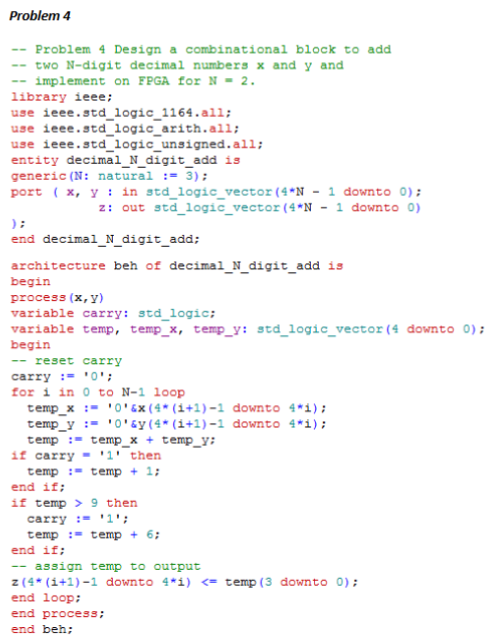 Problem 4
-- Problem 4 Design a combinational block to add
-- two N-digit decimal numbers x and y and
-- implement on FPGA for N = 2.
library ieee;
use ieee.std_logic_1164.all;
use ieee.std_logic_arith.all;
use ieee.std_logic_unsigned.all;
entity decimal_N_digit_add is
generic(N: natural := 3);
port ( x, y : in std_logic_vector(4*N - 1 downto 0);
z: out std_logic_vector(4*N - 1 downto 0)
);
end decimal_N_digit_add;
architecture beh of decimal_N_digit_add is
begin
process(x,y)
variable carry: std_logic;
variable temp, temp_x, temp_y: std_logic_vector(4 downto 0);
begin
-- reset carry
carry := '0';
for i in 0 to N-1 loop
temp_x := '0'&x(4*(i+1)-1 downto 4*i);
temp_y := '0'&y(4*(i+1)-1 downto 4*i);
temp := temp_x + temp_y;
if carry = '1' then
temp := temp + 1;
end if;
if temp > 9 then
carry := '1';
temp := temp + 6;
end if;
-- assign temp to output
z(4*(i+1)-1 downto 4*i) <= temp(3 downto 0);
end loop;
end process;
end beh;